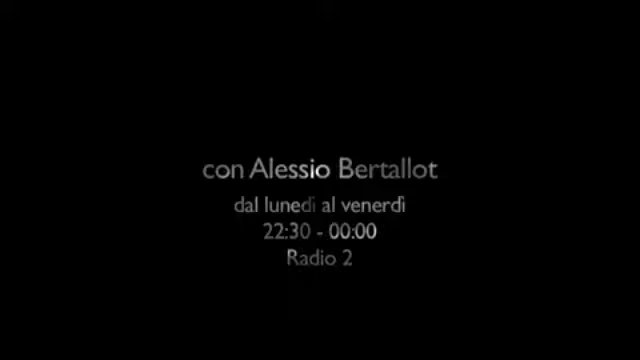 con Alessio Bertallot
dal lunedì al venerdì
22:30 - 00:00
Radio 2